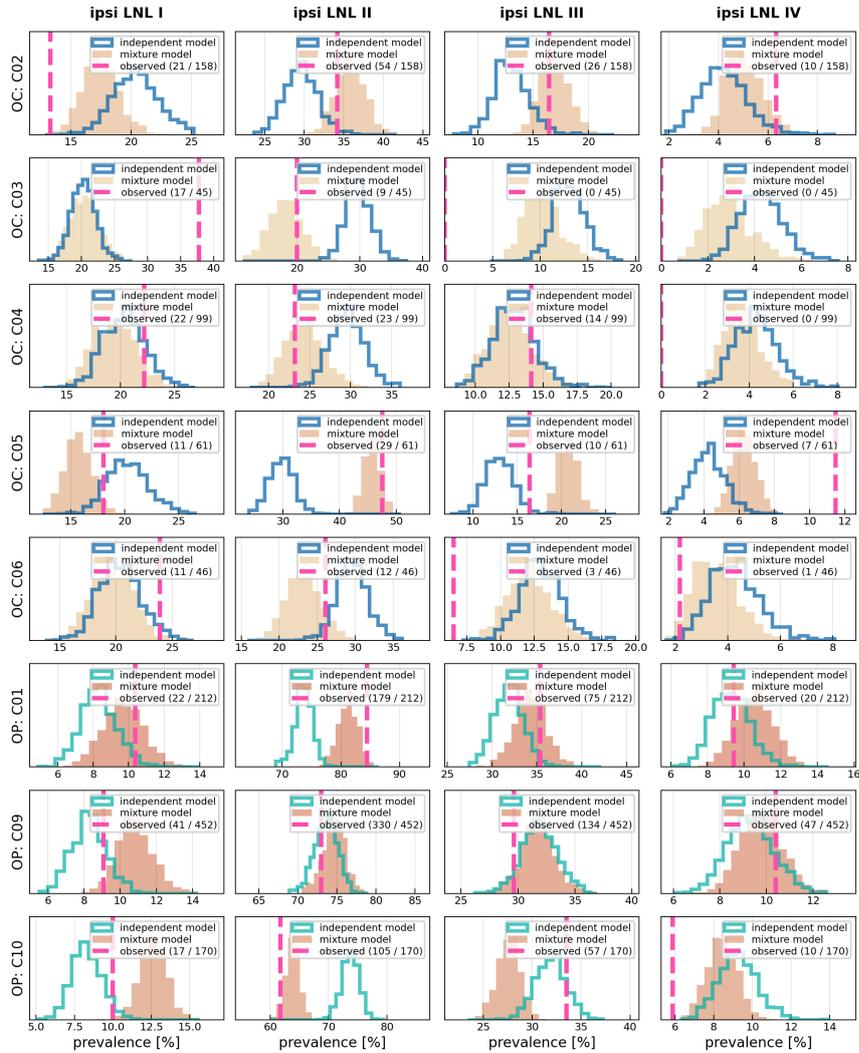 ipsi LNL I
ipsi LNL II
ipsi LNL III
ipsi LNL IV
OC: C02
independent model
mixture model
observed (21 / 158)
15 20 25
independent model
mixture model
observed (54 / 158)
25 30 35 40 45
independent model
mixture model
observed (26 / 158)
10 15 20
independent model
mixture model
observed (10 / 158)
2 4 6 8
OC: C03
independent model
mixture model
observed (17 / 45)
15 20 25 30 35 40
independent model
mixture model
observed (9 / 45)
20 30 40
independent model
mixture model
observed (0 / 45)
0 5 10 15 20
independent model
mixture model
observed (0 / 45)
0 2 4 6 8
OC: C04
independent model
mixture model
observed (22 / 99)
15 20 25
independent model
mixture model
observed (23 / 99)
20 25 30 35
independent model
mixture model
observed (14 / 99)
10.0 12.5 15.0 17.5 20.0
independent model
mixture model
observed (0 / 99)
0 2 4 6 8
OC: C05
independent model
mixture model
observed (11 / 61)
15 20 25
independent model
mixture model
observed (29 / 61)
30 40 50
independent model
mixture model
observed (10 / 61)
10 15 20 25
independent model
mixture model
observed (7 / 61)
2 4 6 8 10 12
OC: C06
independent model
mixture model
observed (11 / 46)
15 20 25
independent model
mixture model
observed (12 / 46)
15 20 25 30 35
independent model
mixture model
observed (3 / 46)
7.5 10.0 12.5 15.0 17.5 20.0
independent model
mixture model
observed (1 / 46)
2 4 6 8
OP: C01
independent model
mixture model
observed (22 / 212)
6 8 10 12 14
independent model
mixture model
observed (179 / 212)
70 80 90
independent model
mixture model
observed (75 / 212)
25 30 35 40 45
independent model
mixture model
observed (20 / 212)
6 8 10 12 14 16
OP: C09
independent model
mixture model
observed (41 / 452)
6 8 10 12 14
independent model
mixture model
observed (330 / 452)
65 70 75 80 85
independent model
mixture model
observed (134 / 452)
25 30 35 40
independent model
mixture model
observed (47 / 452)
6 8 10 12
OP: C10
independent model
mixture model
observed (17 / 170)
5.0 7.5 10.0 12.5 15.0
prevalence [%]
independent model
mixture model
observed (105 / 170)
60 70 80
prevalence [%]
independent model
mixture model
observed (57 / 170)
25 30 35 40
prevalence [%]
independent model
mixture model
observed (10 / 170)
6 8 10 12 14
prevalence [%]